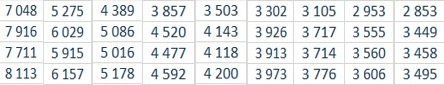 7 048 5 275 4 389 3 857 3 503 3 302 3 105 2 953 2 853
7 916 6 029 5 086 4 520 4 143 3 926 3 717 3 555 3 449
7 711 5 915 5 016 4 477 4 118 3 913 3 714 3 560 3 458
8 113 6 157 5 178 4 592 4 200 3 973 3 776 3 606 3 495